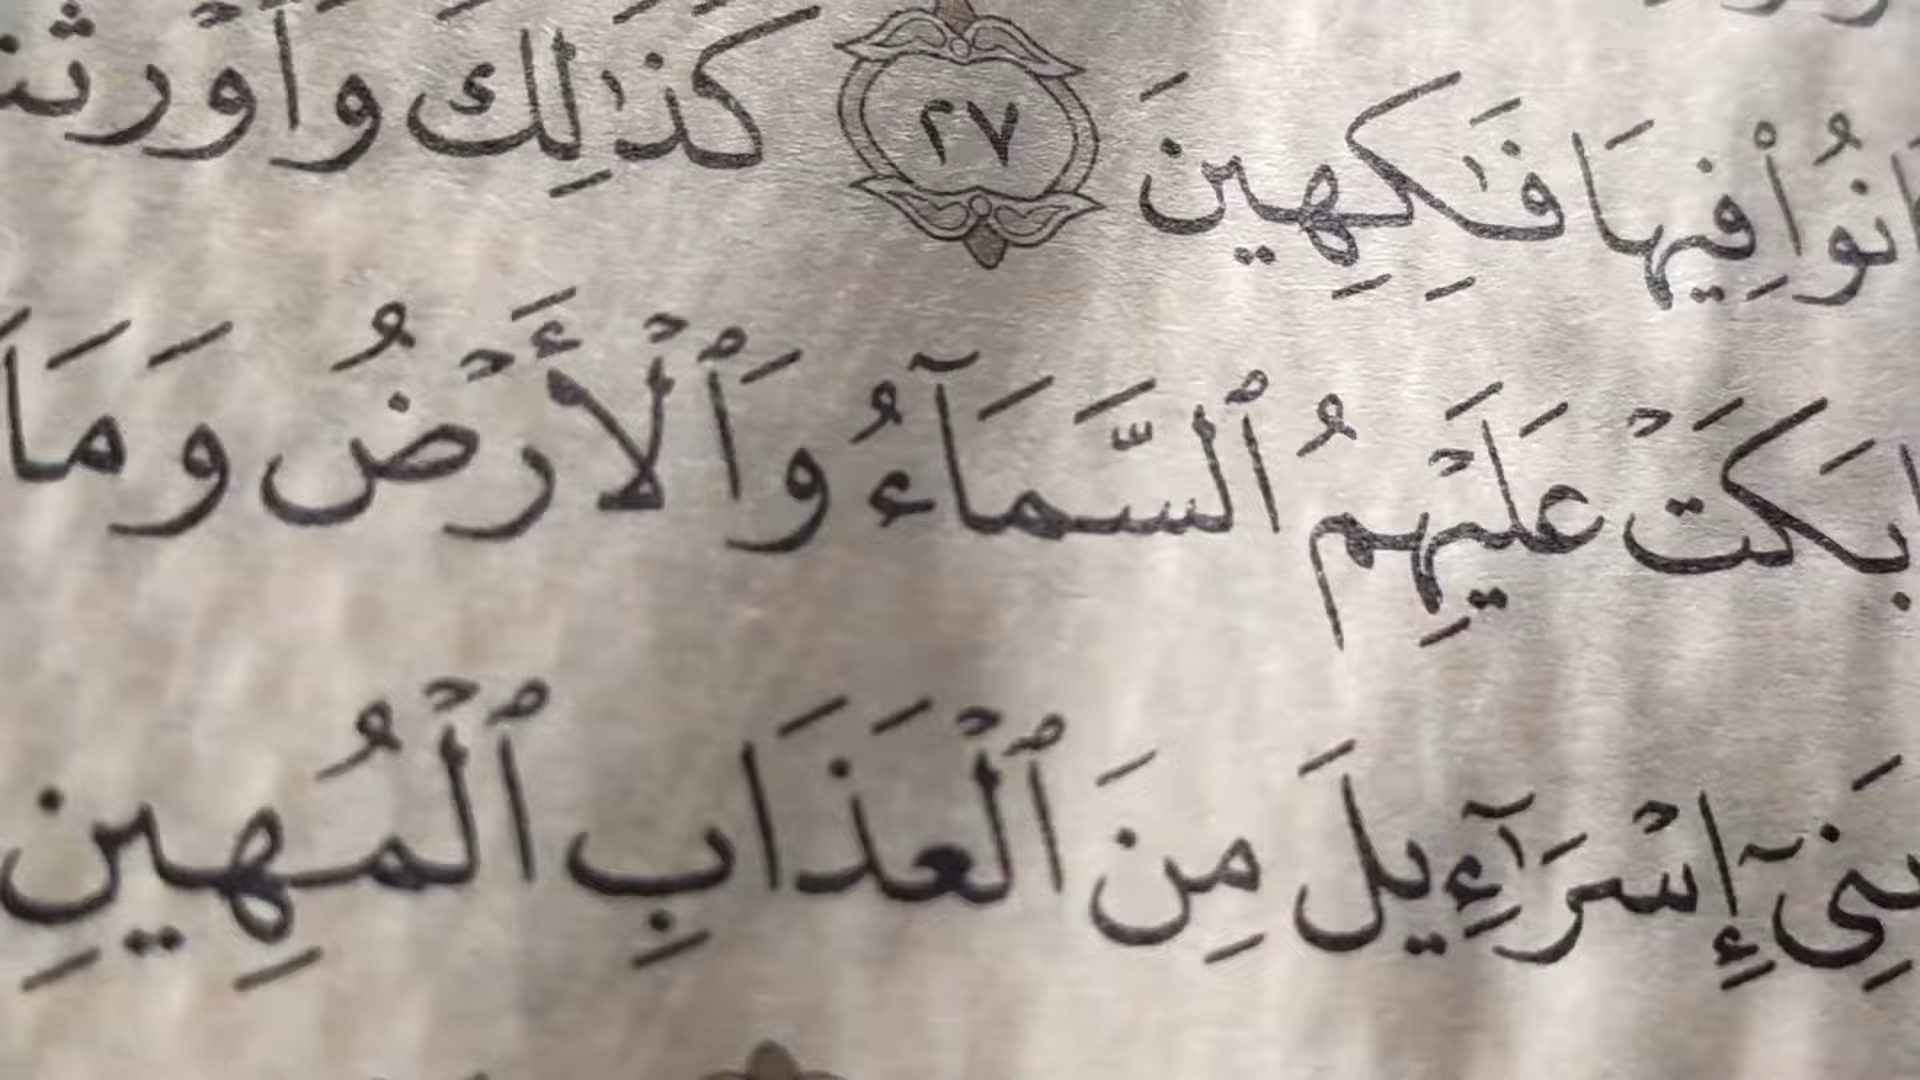 فِيهَا فَـٰكِهِينَ ٢٧ كَذَٰلِكَ
بَكَتْ عَلَيْهِمُ ٱلسَّمَآءُ وَٱلْأَرْضُ وَمَا
بَنِىٓ إِسْرَٰٓءِيلَ مِنَ ٱلْعَذَابِ ٱلْمُهِينِ